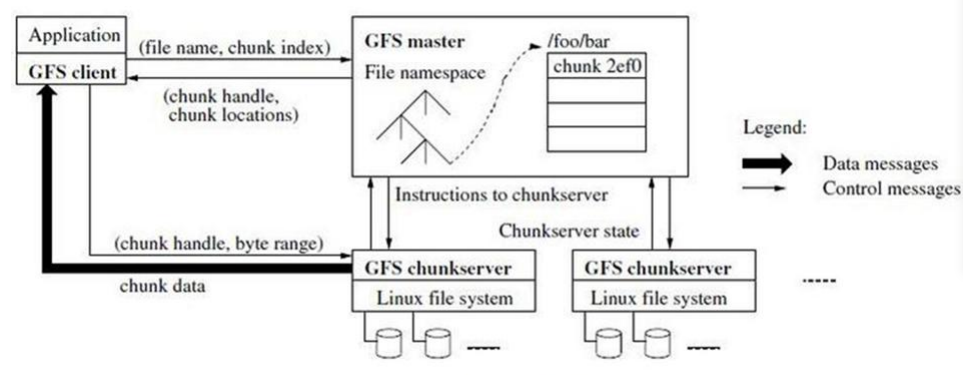 Application
GFS client
(file name, chunk index)
(chunk handle,
chunk locations)
GFS master
File namespace
/foo/bar
chunk 2ef0
Legend:
Data messages
Control messages
Instructions to chunkserver
Chunkserver state
(chunk handle, byte range)
chunk data
GFS chunkserver
Linux file system
GFS chunkserver
Linux file system